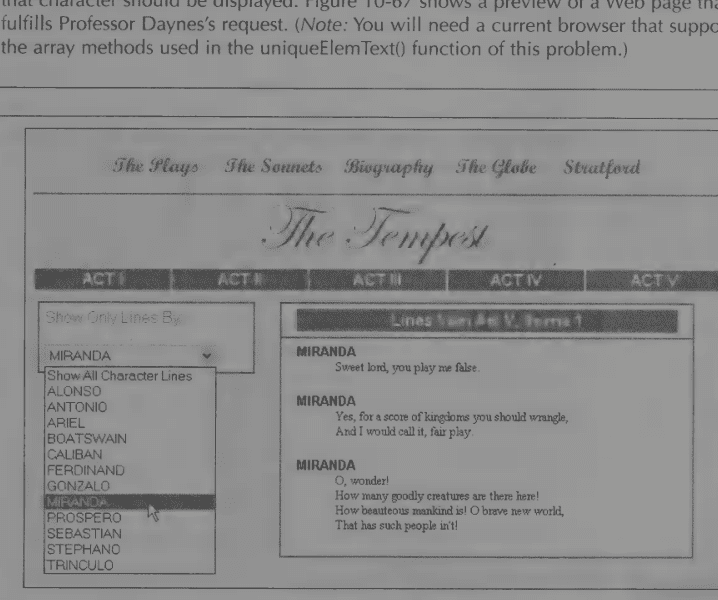 that character should be displayed. Figure 10-67 shows a preview of a Web page tha
fulfills Professor Daynes's request. (Note: You will need a current browser that suppo
the array methods used in the uniqueElemText() function of this problem.)
The Plays The Sonnets Biography The Globe Stratford
The Tempest
ACT I ACT II ACT III ACT IV ACT V
Show Only Lines By
MIRANDA
Show All Character Lines
ALONSO
ANTONIO
ARIEL
BOATSWAIN
CALIBAN
FERDINAND
GONZALO
MIRANDA
PROSPERO
SEBASTIAN
STEPHANO
TRINCULO
Lines from Act V, Scene 1
MIRANDA
Sweet lord, you play me false.
MIRANDA
Yes, for a score of kingdoms you should wrangle,
And I would call it, fair play.
MIRANDA
O, wonder!
How many goodly creatures are there here!
How beauteous mankind is! O brave new world,
That has such people in't!